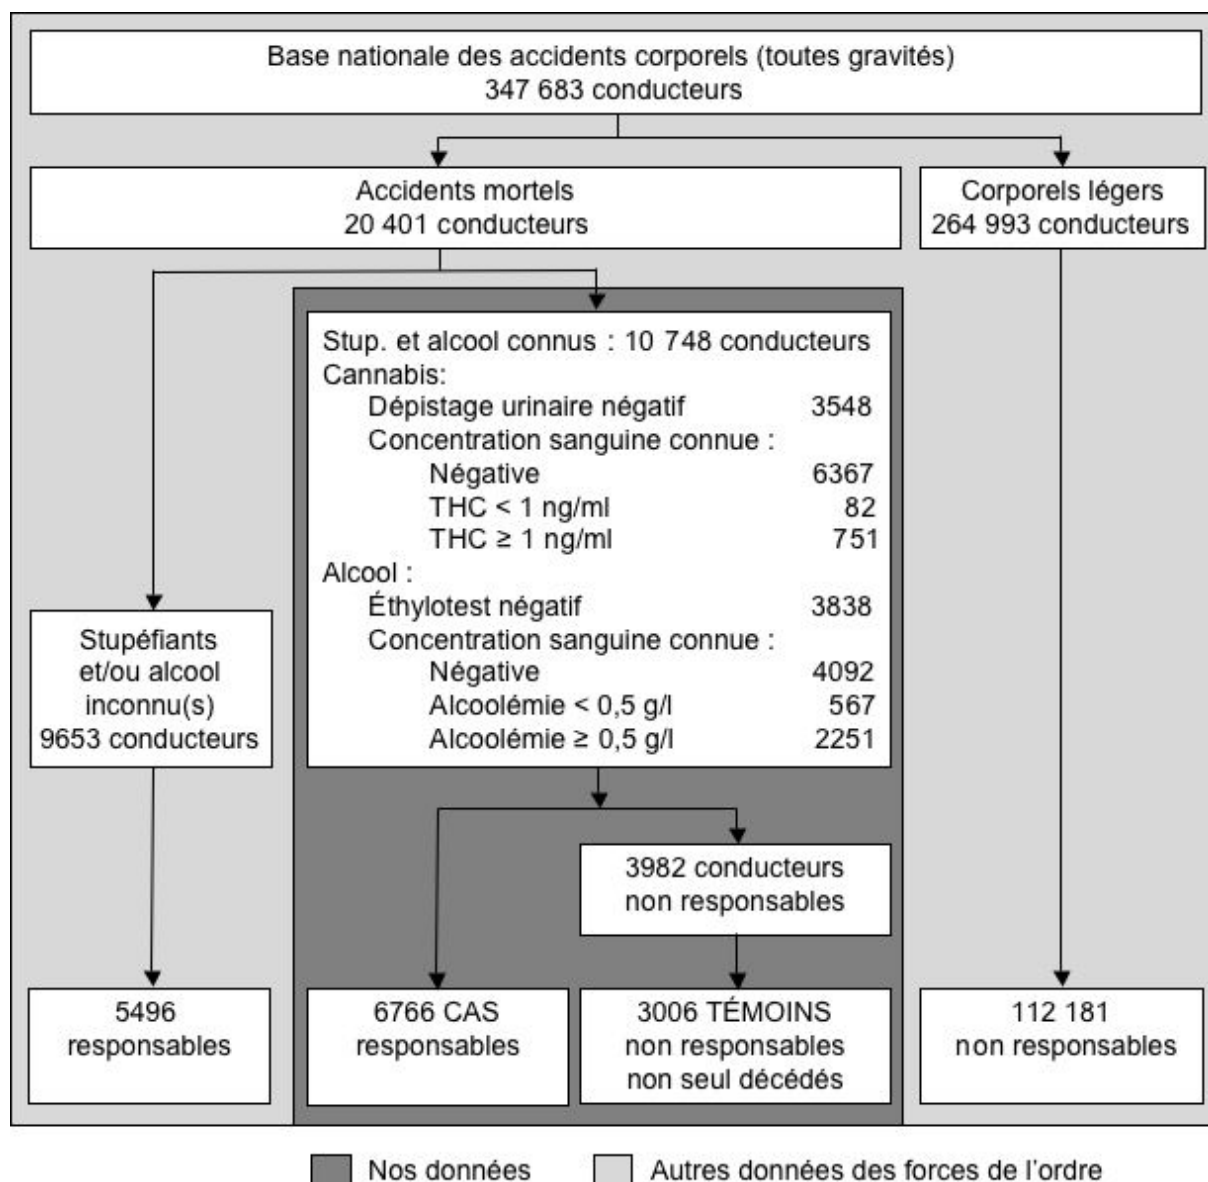 Base nationale des accidents corporels (toutes gravités)
347 683 conducteurs
Accidents mortels
20 401 conducteurs
Corporels légers
264 993 conducteurs
Stup. et alcool connus : 10 748 conducteurs
Cannabis:
Dépistage urinaire négatif 3548
Concentration sanguine connue :
Négative 6367
THC < 1 ng/ml 82
THC ≥ 1 ng/ml 751
Alcool :
Éthylotest négatif 3838
Concentration sanguine connue :
Négative 4092
Alcoolémie < 0,5 g/l 567
Alcoolémie ≥ 0,5 g/l 2251
Stupéfiants
et/ou alcool
inconnu(s)
9653 conducteurs
3982 conducteurs
non responsables
5496
responsables
6766 CAS
responsables
3006 TÉMOINS
non responsables
non seul décédés
112 181
non responsables
Nos données
Autres données des forces de l'ordre